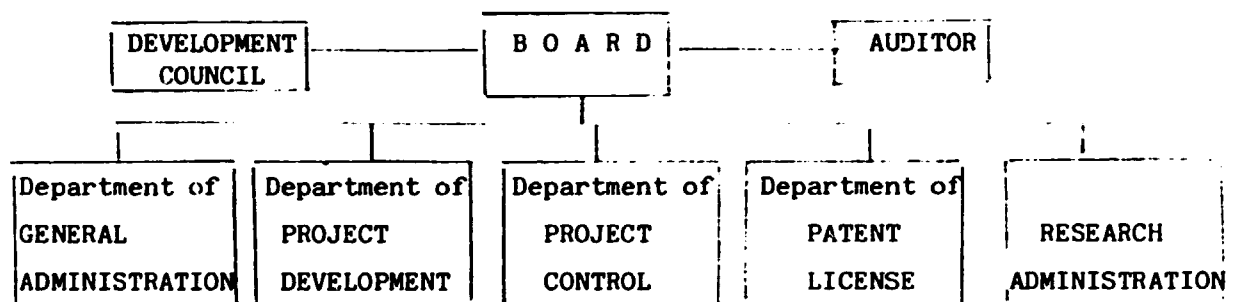 DEVELOPMENT COUNCIL
B O A R D
AUDITOR
Department of
GENERAL
ADMINISTRATION
Department of
PROJECT
DEVELOPMENT
Department of
PROJECT
CONTROL
Department of
PATENT
LICENSE
RESEARCH
ADMINISTRATION